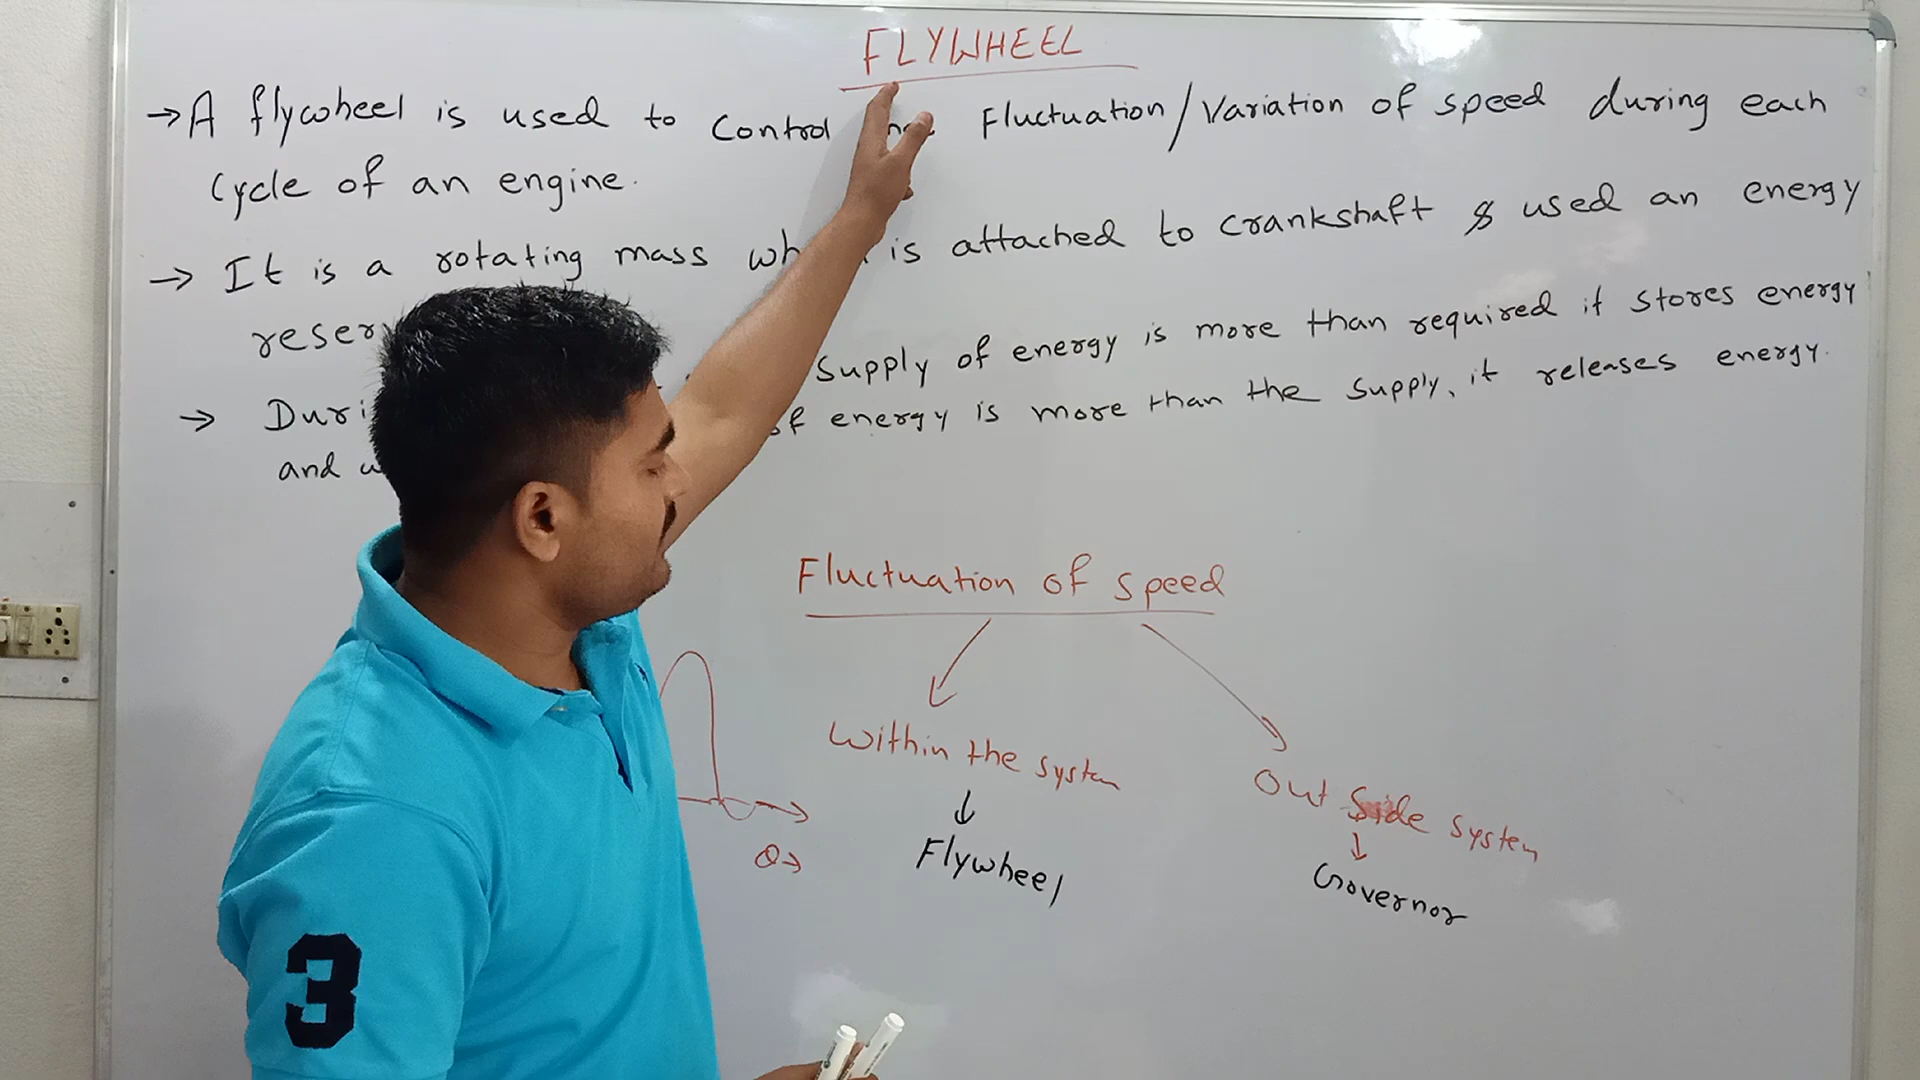 FLYWHEEL
→ A flywheel is used to control Fluctuation/Variation of speed during each
cycle of an engine.
→ It is a rotating mass is attached to crankshaft & used an energy
→ supply of energy is more than required it stores energy
and of energy is more than the supply, it releases energy.
Fluctuation of speed
Within the system
Out Side system
Flywheel
Governor
θ→
3